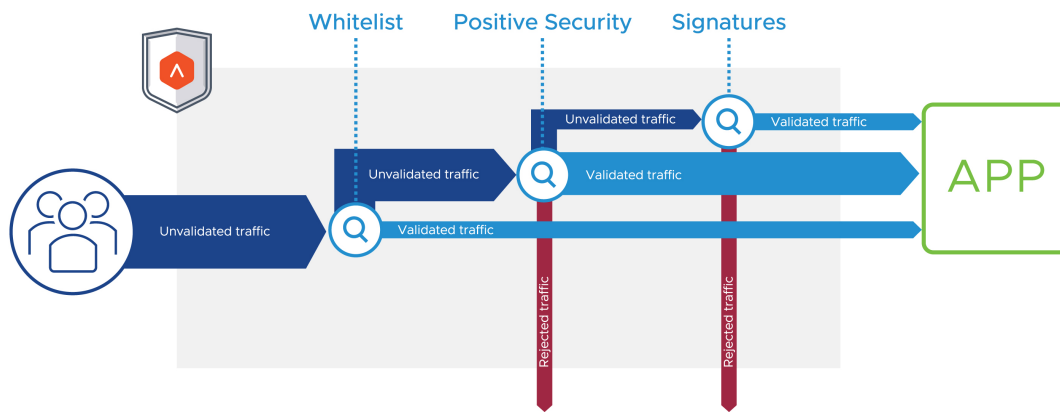 Whitelist
Positive Security
Signatures
Unvalidated traffic
Validated traffic
Unvalidated traffic
Validated traffic
APP
Unvalidated traffic
Validated traffic
Rejected traffic
Rejected traffic